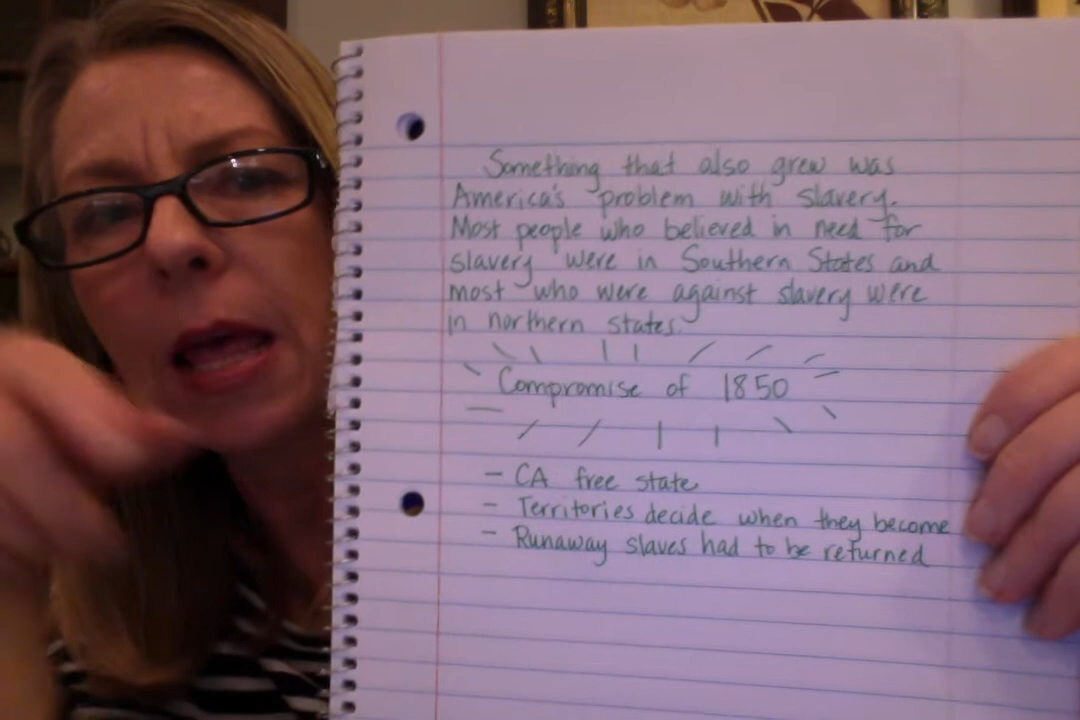 Something that also grew was
America's problem with slavery.
Most people who believed in need for
slavery were in Southern States and
most who were against slavery were
in northern states.
Compromise of 1850
- CA free state
- Territories decide when they become
- Runaway slaves had to be returned